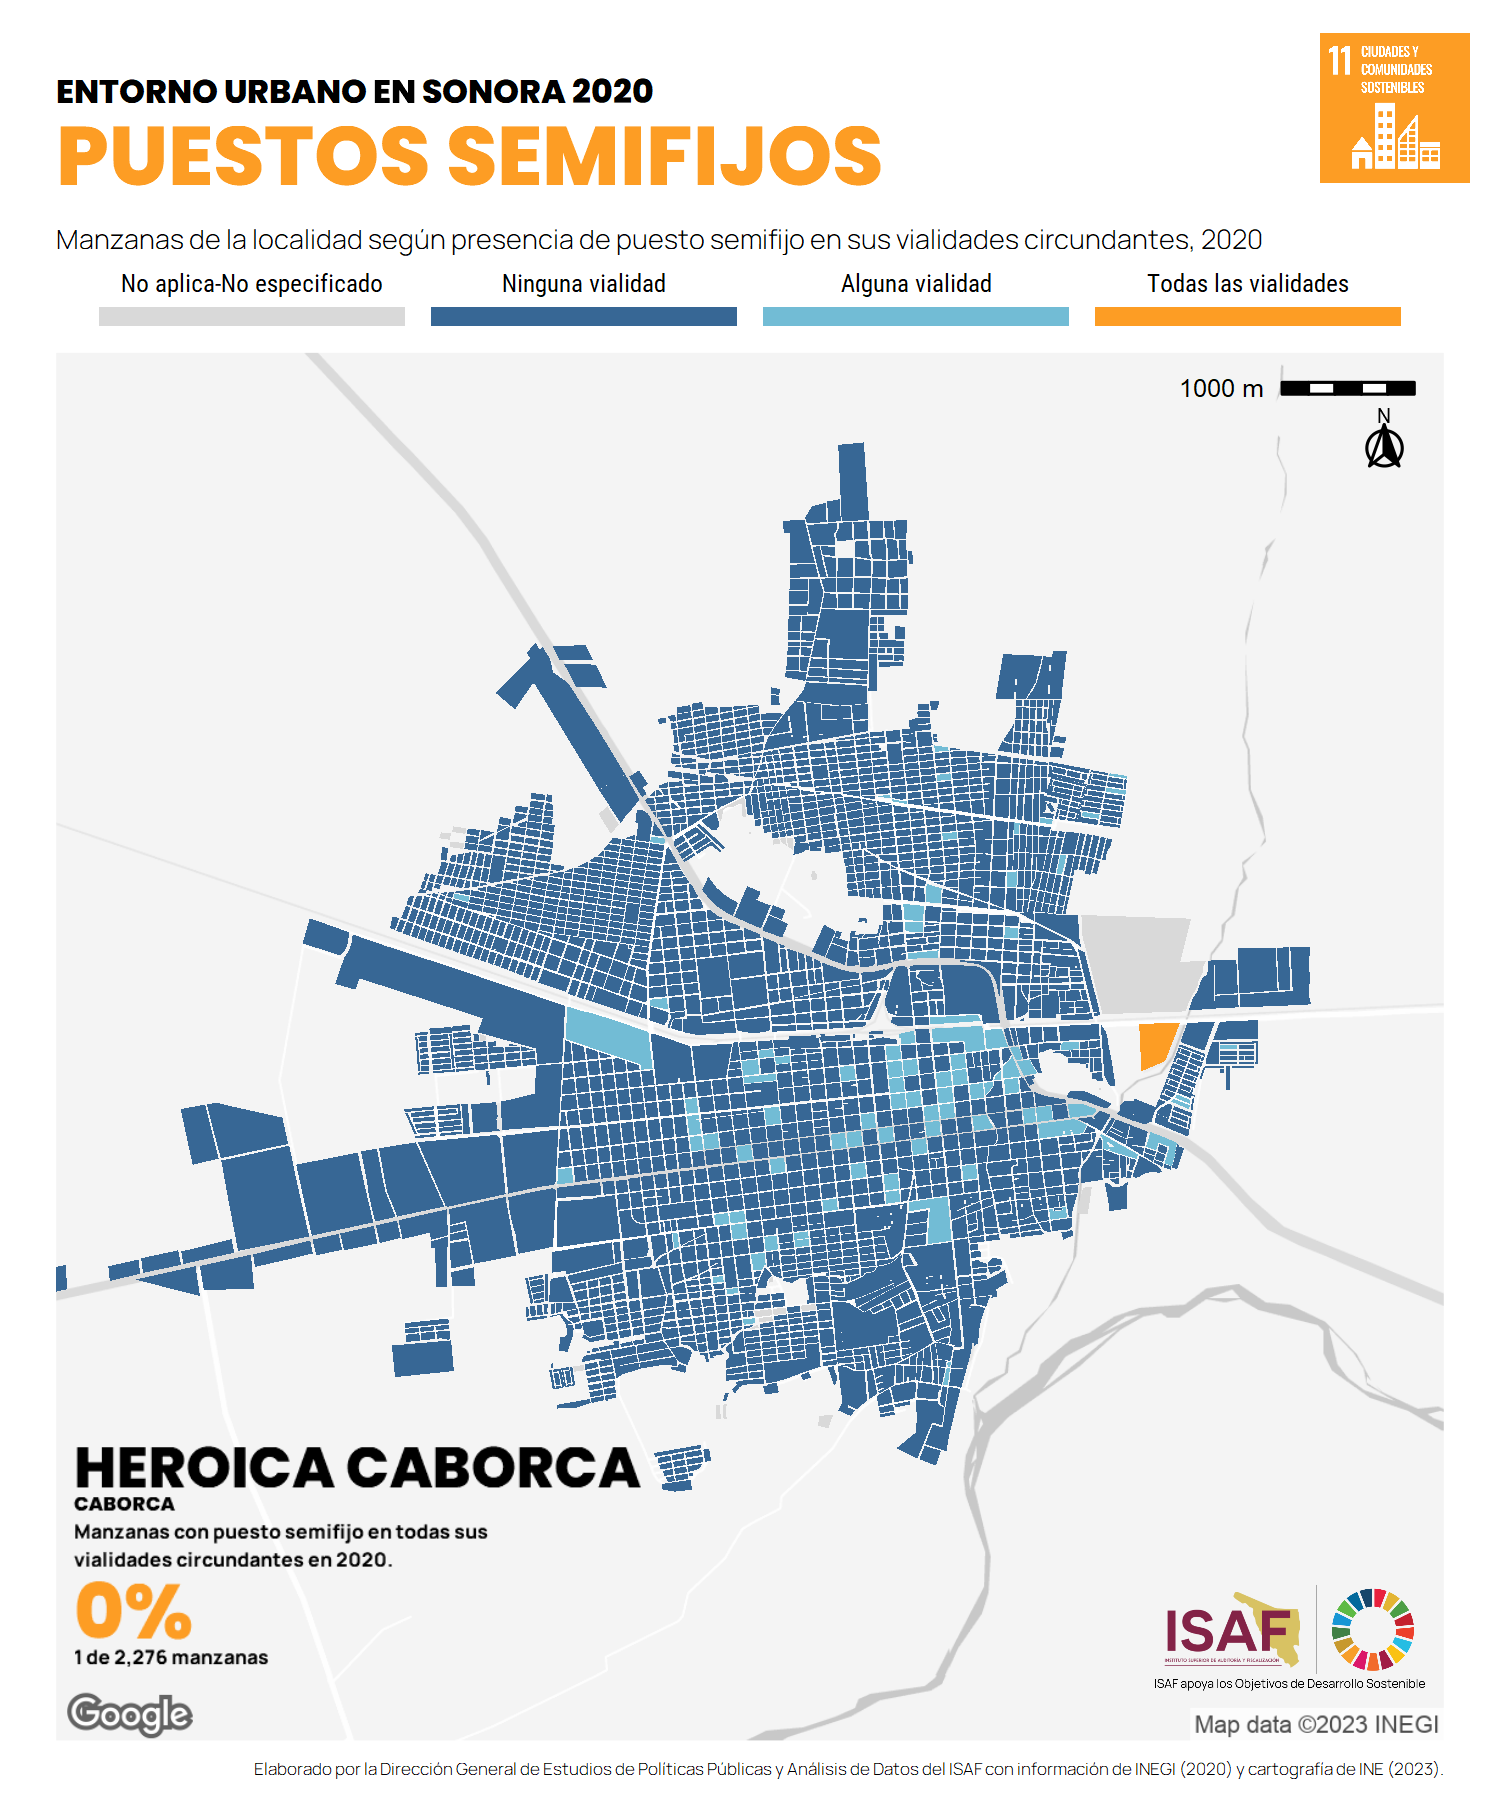 ENTORNO URBANO EN SONORA 2020
PUESTOS SEMIFIJOS
11 CIUDADES Y
COMUNIDADES
SOSTENIBLES
Manzanas de la localidad según presencia de puesto semifijo en sus vialidades circundantes, 2020
No aplica-No especificado
Ninguna vialidad
Alguna vialidad
Todas las vialidades
1000 m
N
HEROICA CABORCA
CABORCA
Manzanas con puesto semifijo en todas sus
vialidades circundantes en 2020.
0%
1 de 2,276 manzanas
Google
ISAF
INSTITUTO SUPERIOR DE AUDITORÍA Y FISCALIZACIÓN
ISAF apoya los Objetivos de Desarrollo Sostenible
Map data ©2023 INEGI
Elaborado por la Dirección General de Estudios de Políticas Públicas y Análisis de Datos del ISAF con información de INEGI (2020) y cartografía de INE (2023).